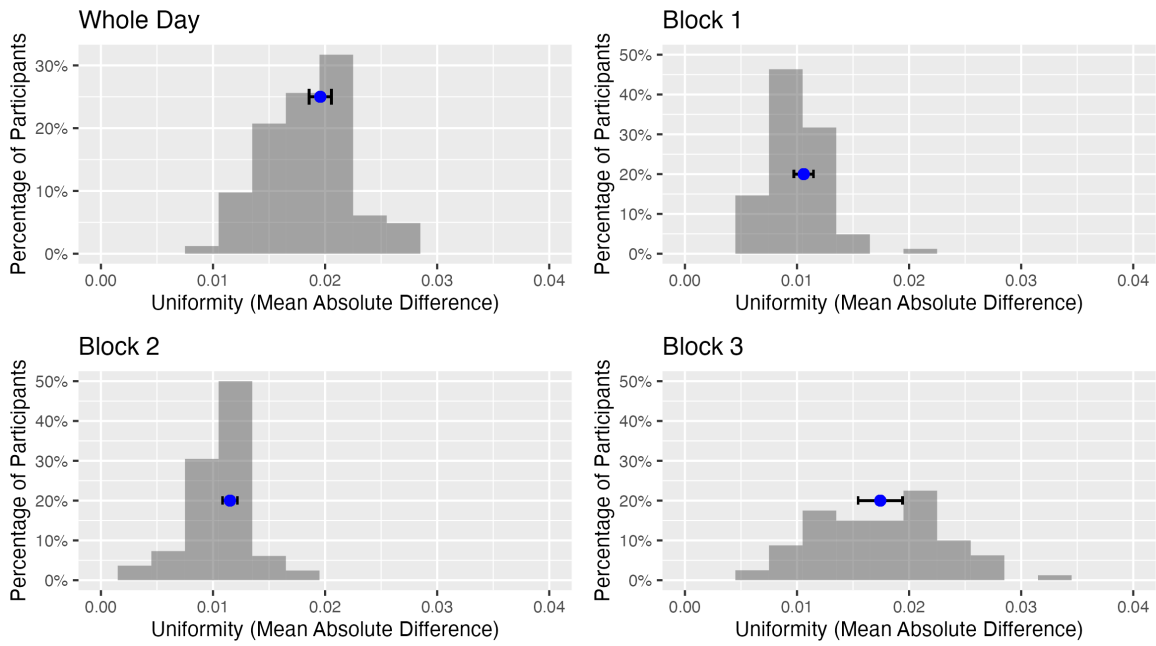 Whole Day
Percentage of Participants
30%
20%
10%
0%
0.00 0.01 0.02 0.03 0.04
Uniformity (Mean Absolute Difference)
Block 1
Percentage of Participants
50%
40%
30%
20%
10%
0%
0.00 0.01 0.02 0.03 0.04
Uniformity (Mean Absolute Difference)
Block 2
Percentage of Participants
50%
40%
30%
20%
10%
0%
0.00 0.01 0.02 0.03 0.04
Uniformity (Mean Absolute Difference)
Block 3
Percentage of Participants
50%
40%
30%
20%
10%
0%
0.00 0.01 0.02 0.03 0.04
Uniformity (Mean Absolute Difference)